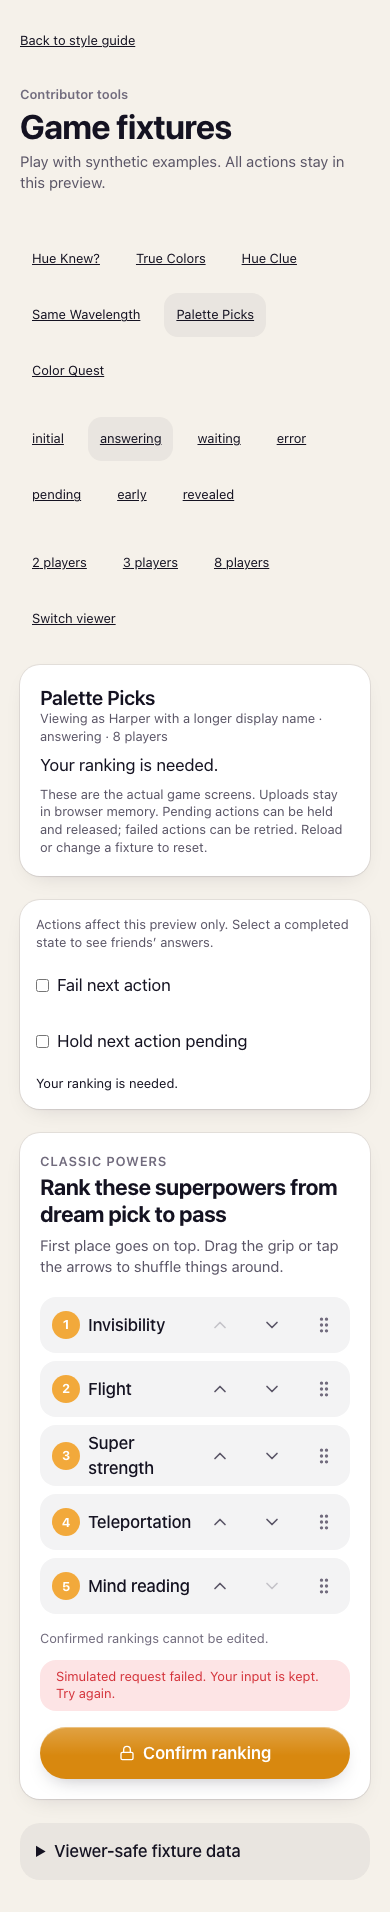 Back to style guide
Contributor tools
Game fixtures
Play with synthetic examples. All actions stay in
this preview.
Hue Knew? True Colors Hue Clue
Same Wavelength Palette Picks
Color Quest
initial answering waiting error
pending early revealed
2 players 3 players 8 players
Switch viewer
Palette Picks
Viewing as Harper with a longer display name ·
answering · 8 players
Your ranking is needed.
These are the actual game screens. Uploads stay
in browser memory. Pending actions can be held
and released; failed actions can be retried. Reload
or change a fixture to reset.
Actions affect this preview only. Select a completed
state to see friends’ answers.
Fail next action
Hold next action pending
Your ranking is needed.
CLASSIC POWERS
Rank these superpowers from
dream pick to pass
First place goes on top. Drag the grip or tap
the arrows to shuffle things around.
1 Invisibility
2 Flight
3 Super
strength
4 Teleportation
5 Mind reading
Confirmed rankings cannot be edited.
Simulated request failed. Your input is kept.
Try again.
Confirm ranking
Viewer-safe fixture data